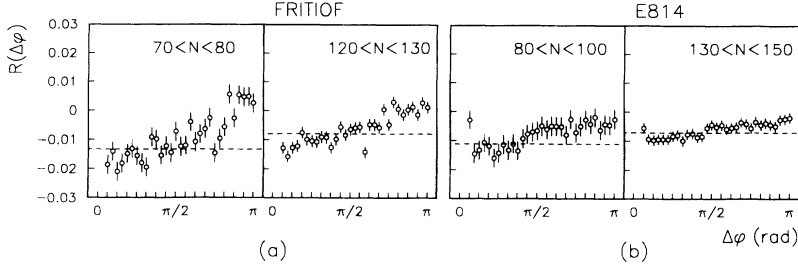 FRITIOF
E814
R(Δφ)
0.03
0.02
0.01
0
−0.01
−0.02
−0.03
70<N<80
120<N<130
80<N<100
130<N<150
0 π/2 π
0 π/2 π
0 π/2 π
0 π/2 π
Δφ (rad)
(a)
(b)